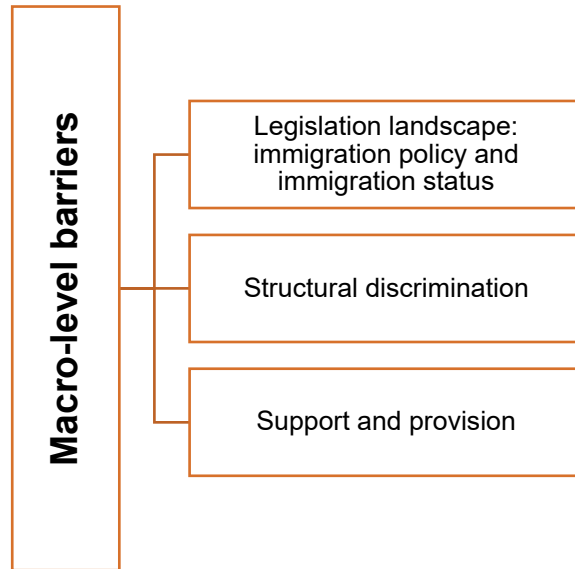 Macro-level barriers
Legislation landscape:
immigration policy and
immigration status
Structural discrimination
Support and provision